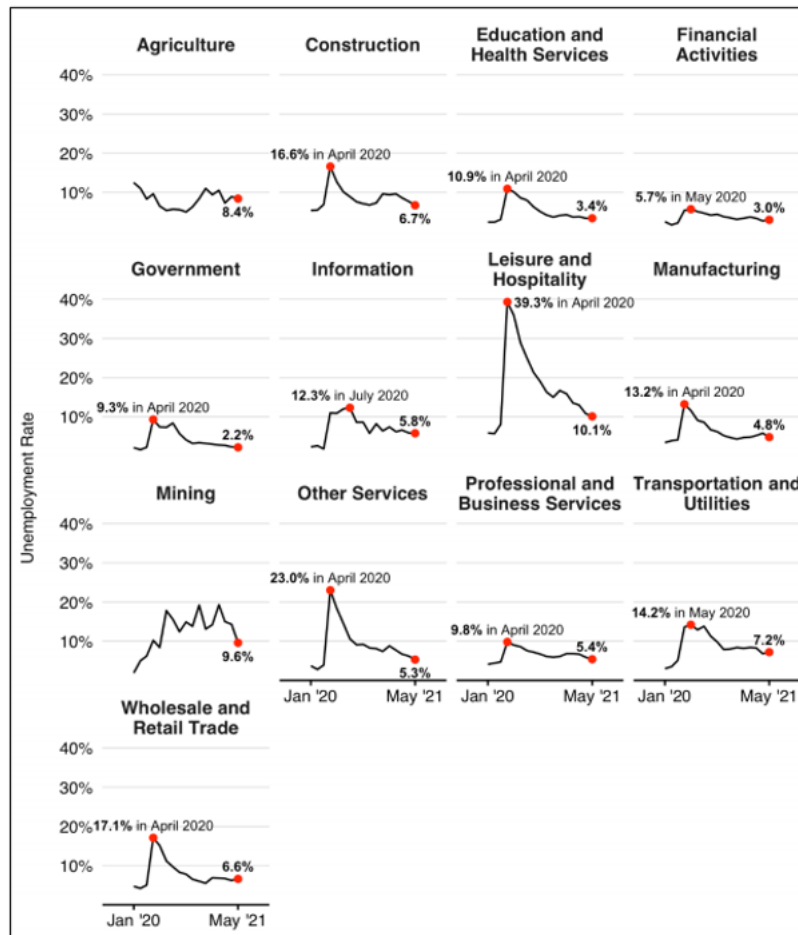 Unemployment Rate
Agriculture
Construction
Education and
Health Services
Financial
Activities
40%
30%
20%
10%
8.4%
16.6% in April 2020
6.7%
10.9% in April 2020
3.4%
5.7% in May 2020
3.0%
Government
Information
Leisure and
Hospitality
Manufacturing
40%
30%
20%
10%
9.3% in April 2020
2.2%
12.3% in July 2020
5.8%
39.3% in April 2020
10.1%
13.2% in April 2020
4.8%
Mining
Other Services
Professional and
Business Services
Transportation and
Utilities
40%
30%
20%
10%
9.6%
23.0% in April 2020
5.3%
9.8% in April 2020
5.4%
14.2% in May 2020
7.2%
Jan '20
May '21
Jan '20
May '21
Jan '20
May '21
Wholesale and
Retail Trade
40%
30%
20%
10%
17.1% in April 2020
6.6%
Jan '20
May '21